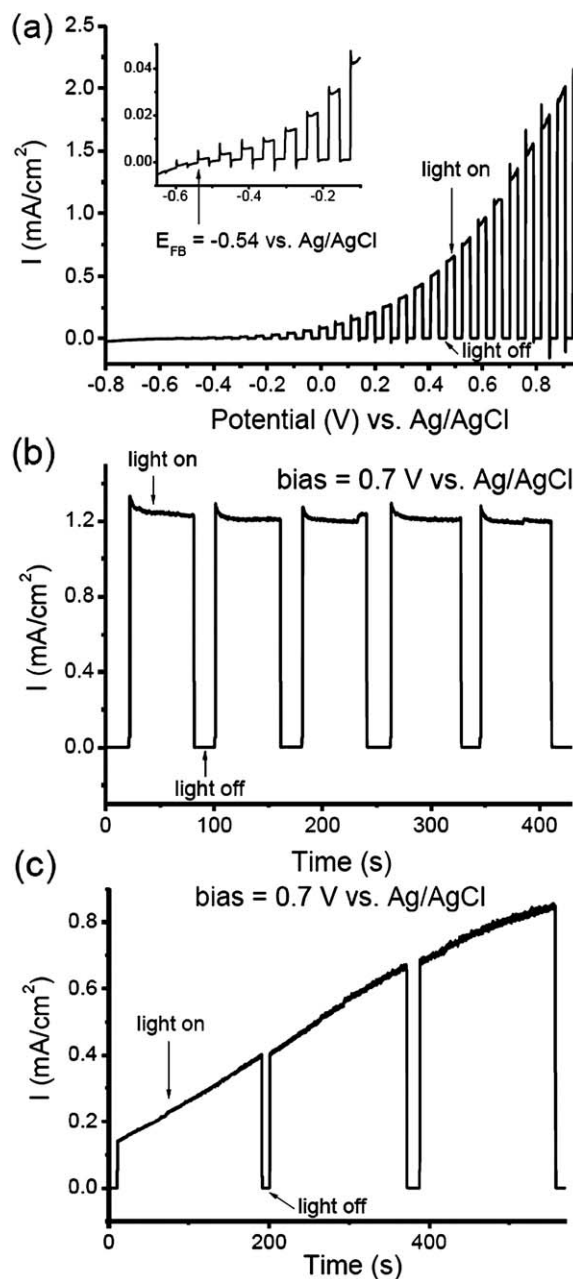 (a)
0.04
0.02
0.00
-0.6
-0.4
-0.2
E_FB = -0.54 vs. Ag/AgCl
light on
light off
2.5
2.0
1.5
1.0
0.5
0.0
I (mA/cm²)
-0.8
-0.6
-0.4
-0.2
0.0
0.2
0.4
0.6
0.8
Potential (V) vs. Ag/AgCl
(b)
light on
bias = 0.7 V vs. Ag/AgCl
1.2
0.8
0.4
0.0
I (mA/cm²)
light off
0
100
200
300
400
Time (s)
(c)
bias = 0.7 V vs. Ag/AgCl
0.8
0.6
0.4
0.2
0.0
I (mA/cm²)
light on
light off
0
200
400
Time (s)